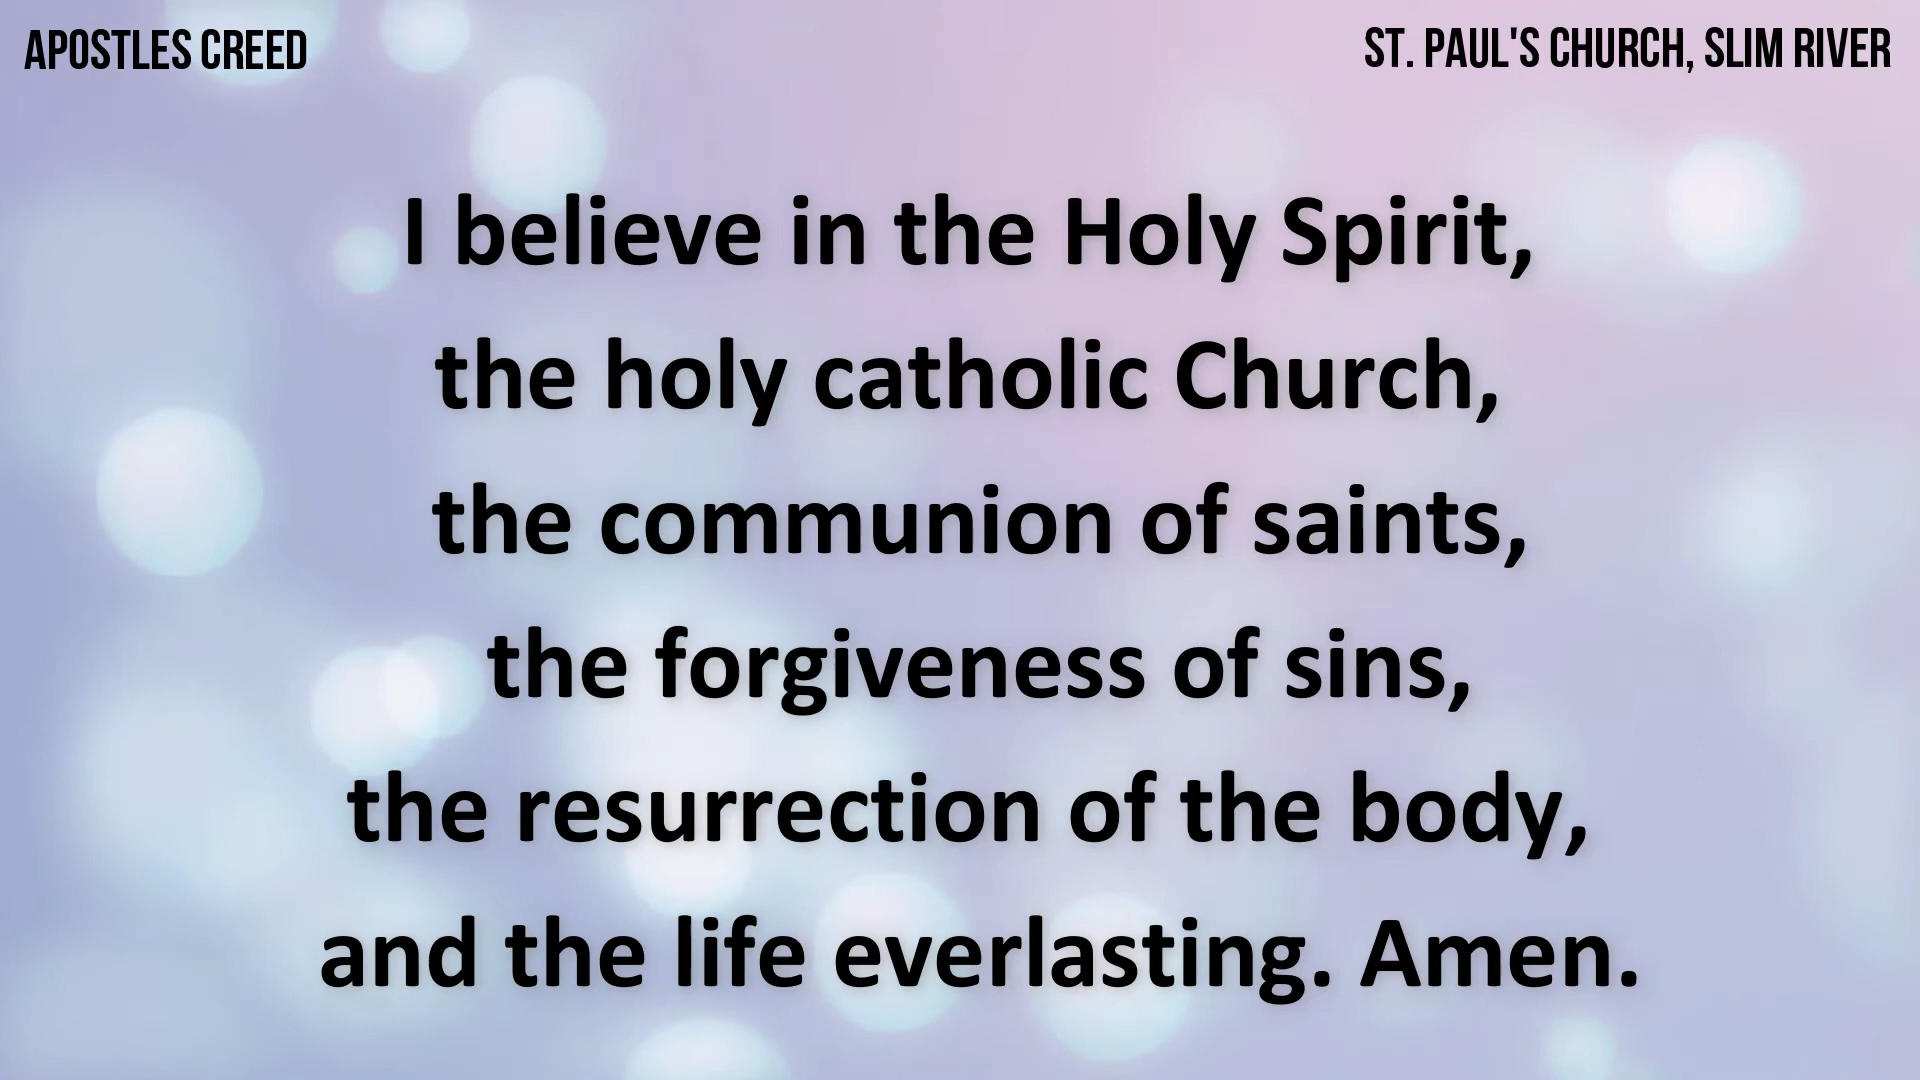 APOSTLES CREED
ST. PAUL'S CHURCH, SLIM RIVER
I believe in the Holy Spirit,
the holy catholic Church,
the communion of saints,
the forgiveness of sins,
the resurrection of the body,
and the life everlasting. Amen.